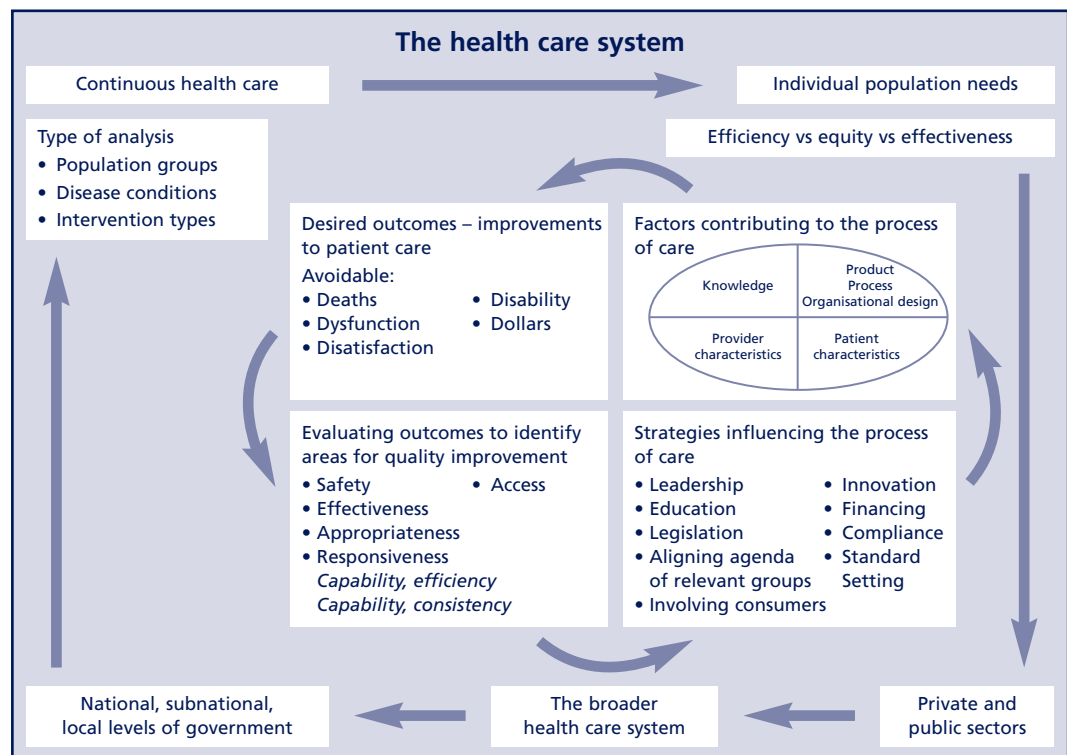 The health care system
Continuous health care
Individual population needs
Type of analysis
• Population groups
• Disease conditions
• Intervention types
Efficiency vs equity vs effectiveness
Desired outcomes – improvements
to patient care
Avoidable:
• Deaths
• Dysfunction
• Disatisfaction
• Disability
• Dollars
Factors contributing to the process
of care
Knowledge
Product
Process
Organisational design
Provider
characteristics
Patient
characteristics
Evaluating outcomes to identify
areas for quality improvement
• Safety
• Effectiveness
• Appropriateness
• Responsiveness
Capability, efficiency
Capability, consistency
• Access
Strategies influencing the process
of care
• Leadership
• Education
• Legislation
• Aligning agenda
of relevant groups
• Involving consumers
• Innovation
• Financing
• Compliance
• Standard
Setting
National, subnational,
local levels of government
The broader
health care system
Private and
public sectors